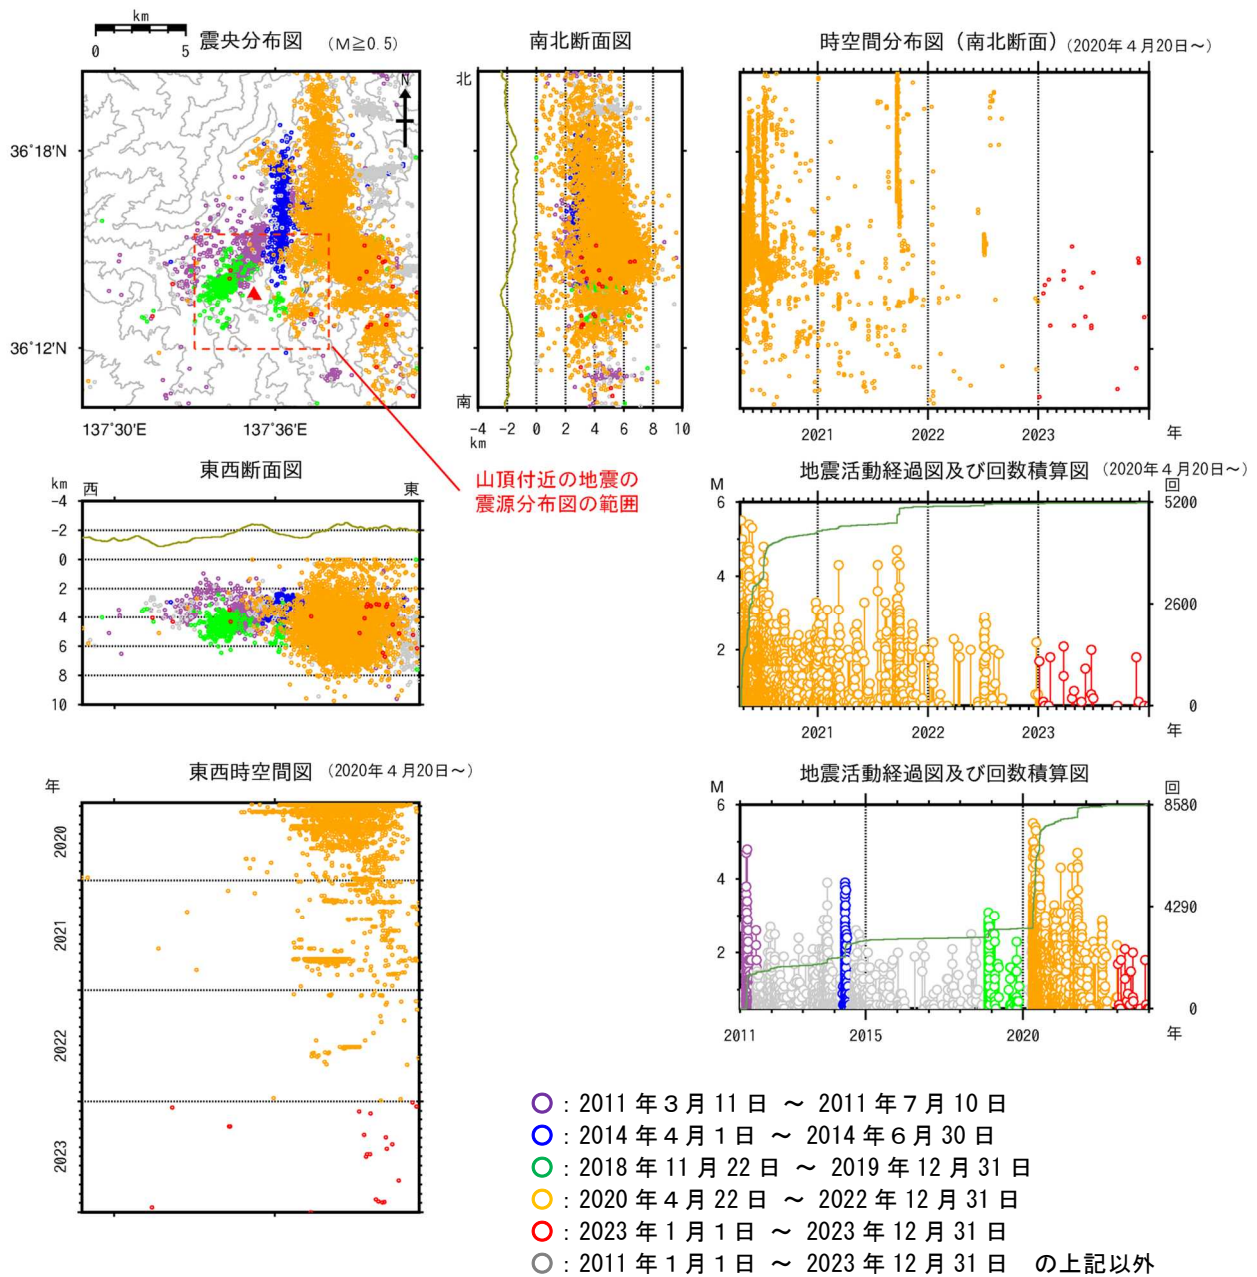 km
0 5
震央分布図 (M≧0.5)
N
36°18'N
36°12'N
137°30'E 137°36'E
南北断面図
北
南
-4 -2 0 2 4 6 8 10
km
時空間分布図（南北断面）(2020年４月20日～)
2021 2022 2023 年
山頂付近の地震の
震源分布図の範囲
東西断面図
km 西 東
-4
-2
0
2
4
6
8
10
地震活動経過図及び回数積算図 (2020年４月20日～)
M 回
6 5200
4
2600
2
0
2021 2022 2023 年
東西時空間図 (2020年４月20日～)
年
2020
2021
2022
2023
地震活動経過図及び回数積算図
M 回
6 8580
4
4290
2
0
2011 2015 2020 年
：2011 年 3 月 11 日 ～ 2011 年 7 月 10 日
：2014 年 4 月 1 日 ～ 2014 年 6 月 30 日
：2018 年 11 月 22 日 ～ 2019 年 12 月 31 日
：2020 年 4 月 22 日 ～ 2022 年 12 月 31 日
：2023 年 1 月 1 日 ～ 2023 年 12 月 31 日
：2011 年 1 月 1 日 ～ 2023 年 12 月 31 日 の上記以外